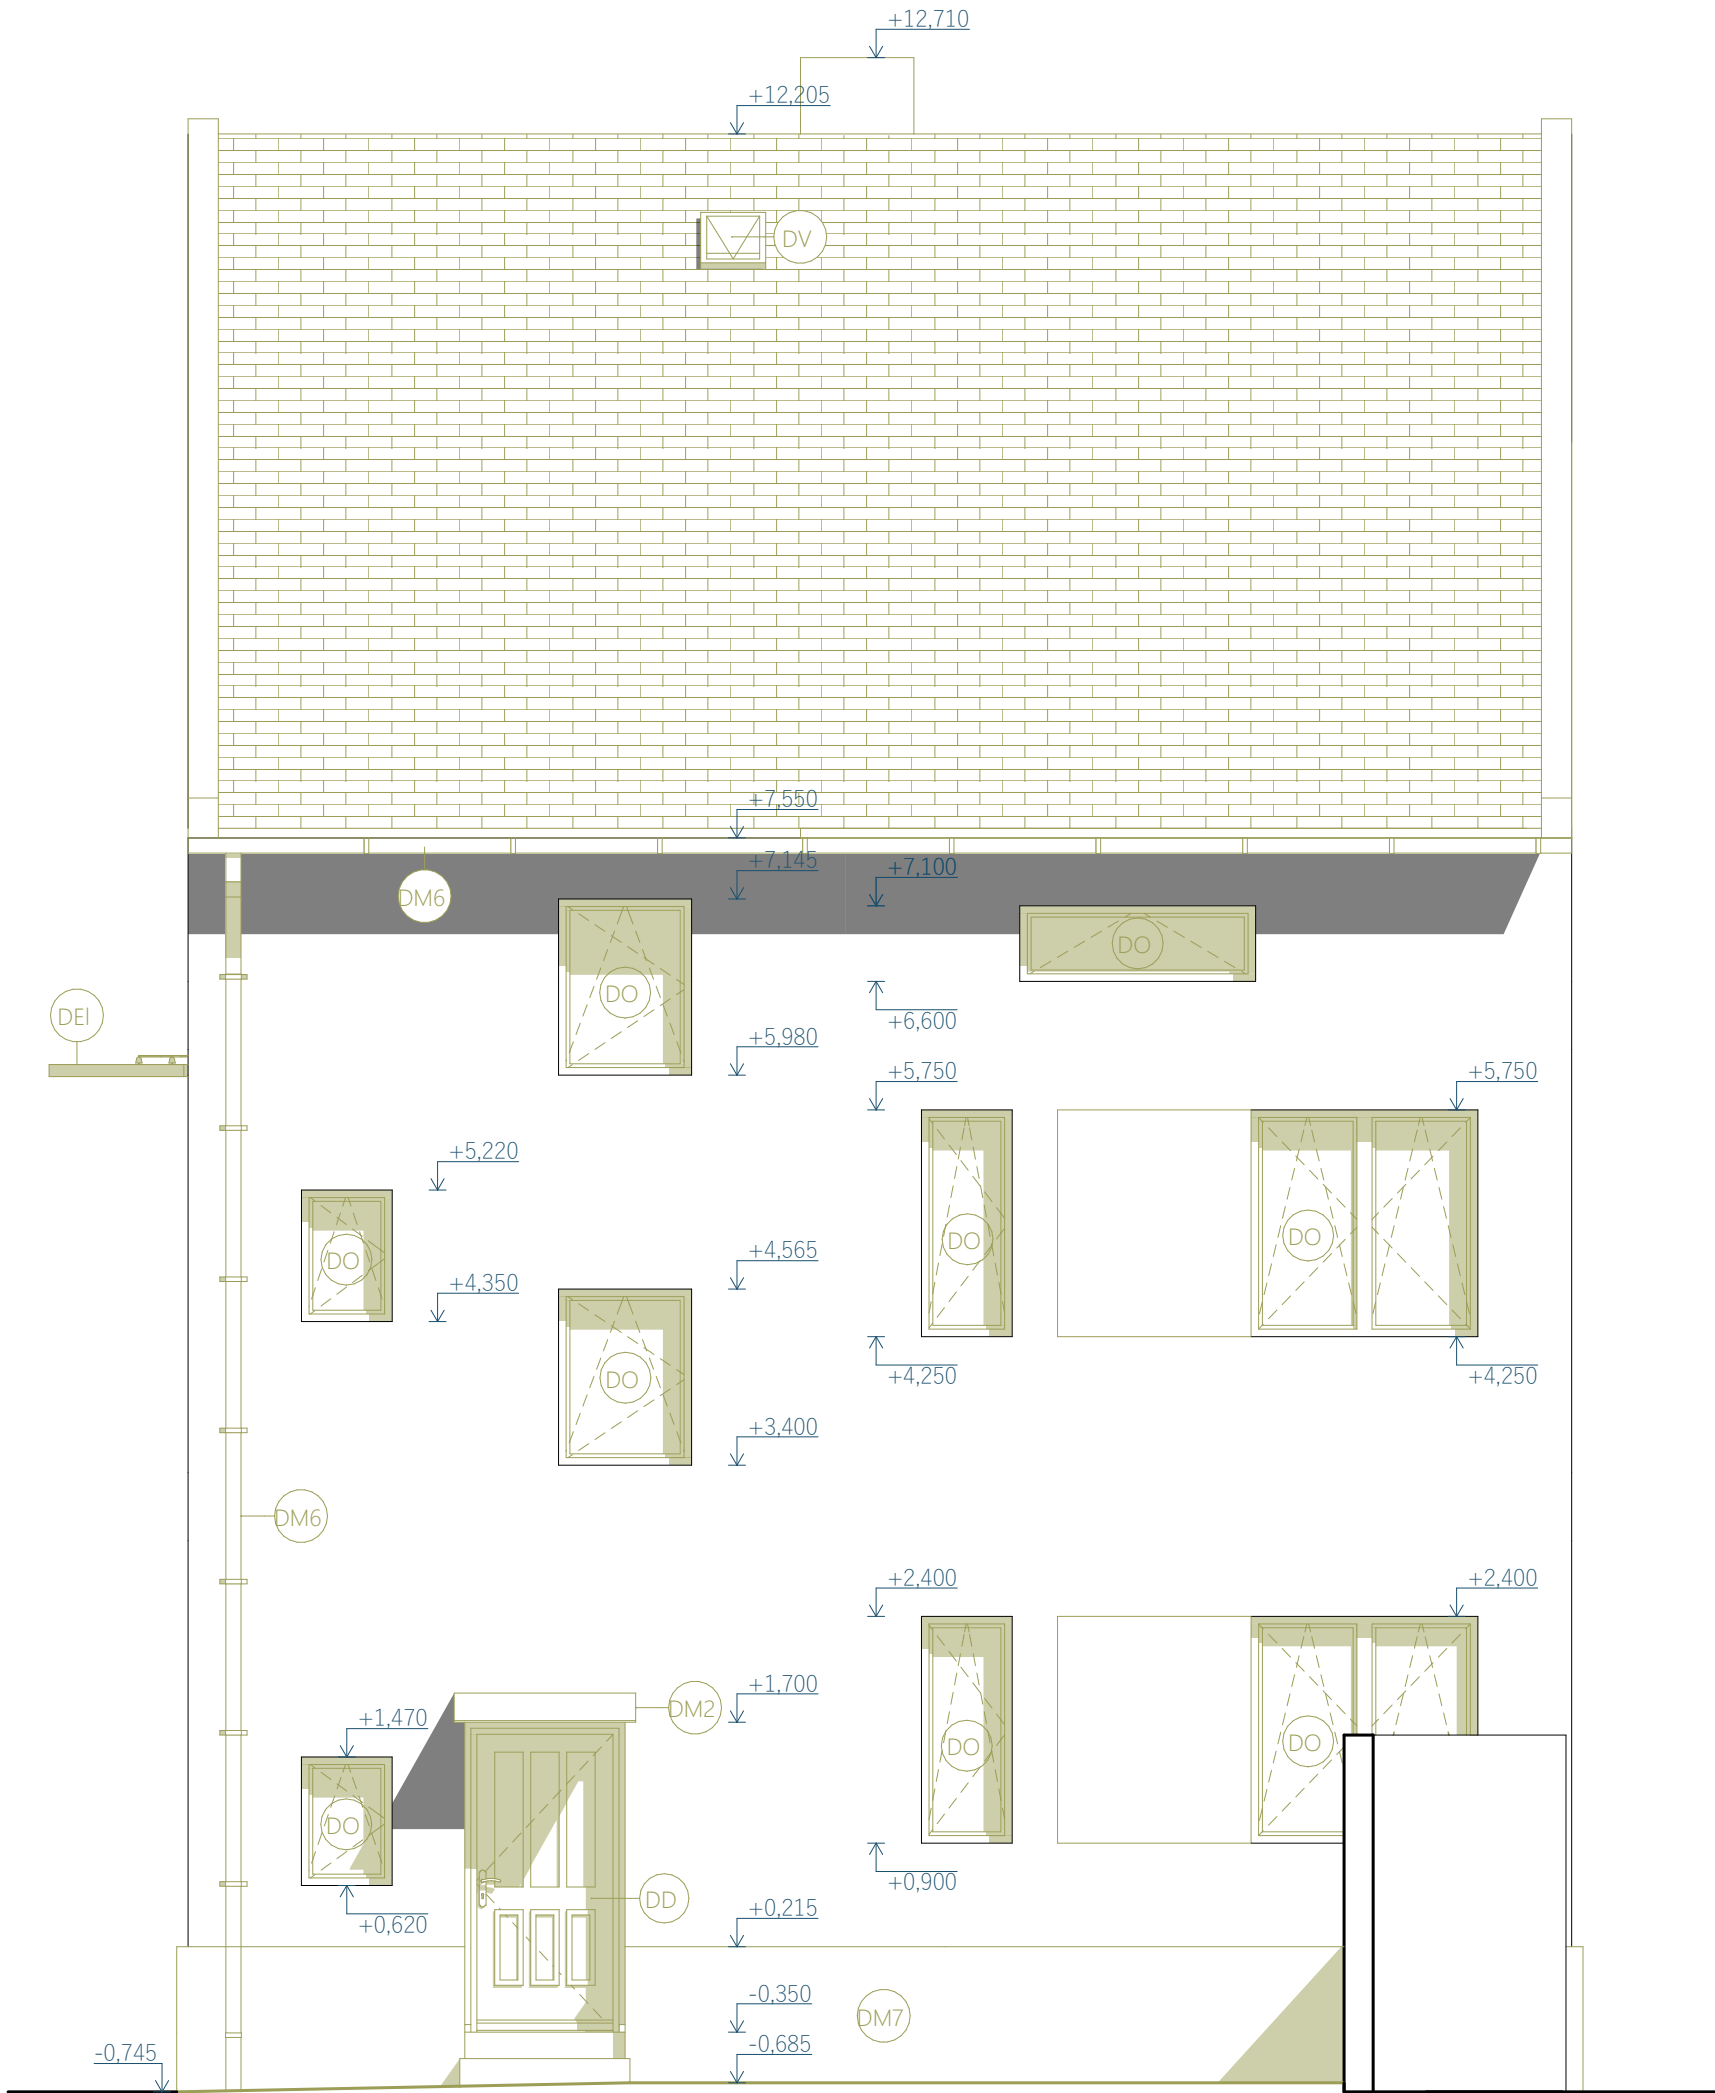 +12,710
+12,205
DV
+7,550
+7,145
+7,100
DM6
DO
DO
DEI
+6,600
+5,980
+5,750
+5,750
+5,220
DO
DO
DO
+4,565
+4,350
DO
+4,250
+4,250
+3,400
DM6
+2,400
+2,400
+1,700
DM2
+1,470
DO
DO
DO
+0,900
DD
+0,215
+0,620
-0,350
DM7
-0,685
-0,745